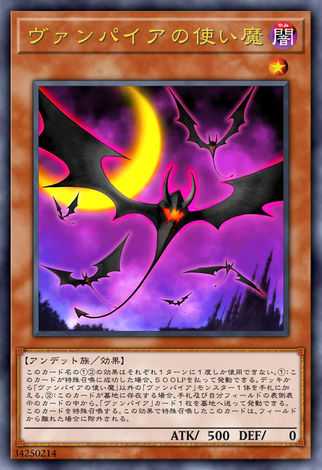 ヴァンパイアの使い魔
やみ
闇
【アンデット族／効果】
このカード名の①②の効果はそれぞれ１ターンに１度しか使用できない。①：こ
のカードが特殊召喚に成功した場合、５００LPを払って発動できる。デッキか
ら「ヴァンパイアの使い魔」以外の「ヴァンパイア」モンスター１体を手札に加
える。②：このカードが墓地に存在する場合、手札及び自分フィールドの表側表
示のカードの中から、「ヴァンパイア」カード１枚を墓地へ送って発動できる。
このカードを特殊召喚する。この効果で特殊召喚したこのカードは、フィールド
から離れた場合に除外される。
ATK/ 500 DEF/ 0
34250214